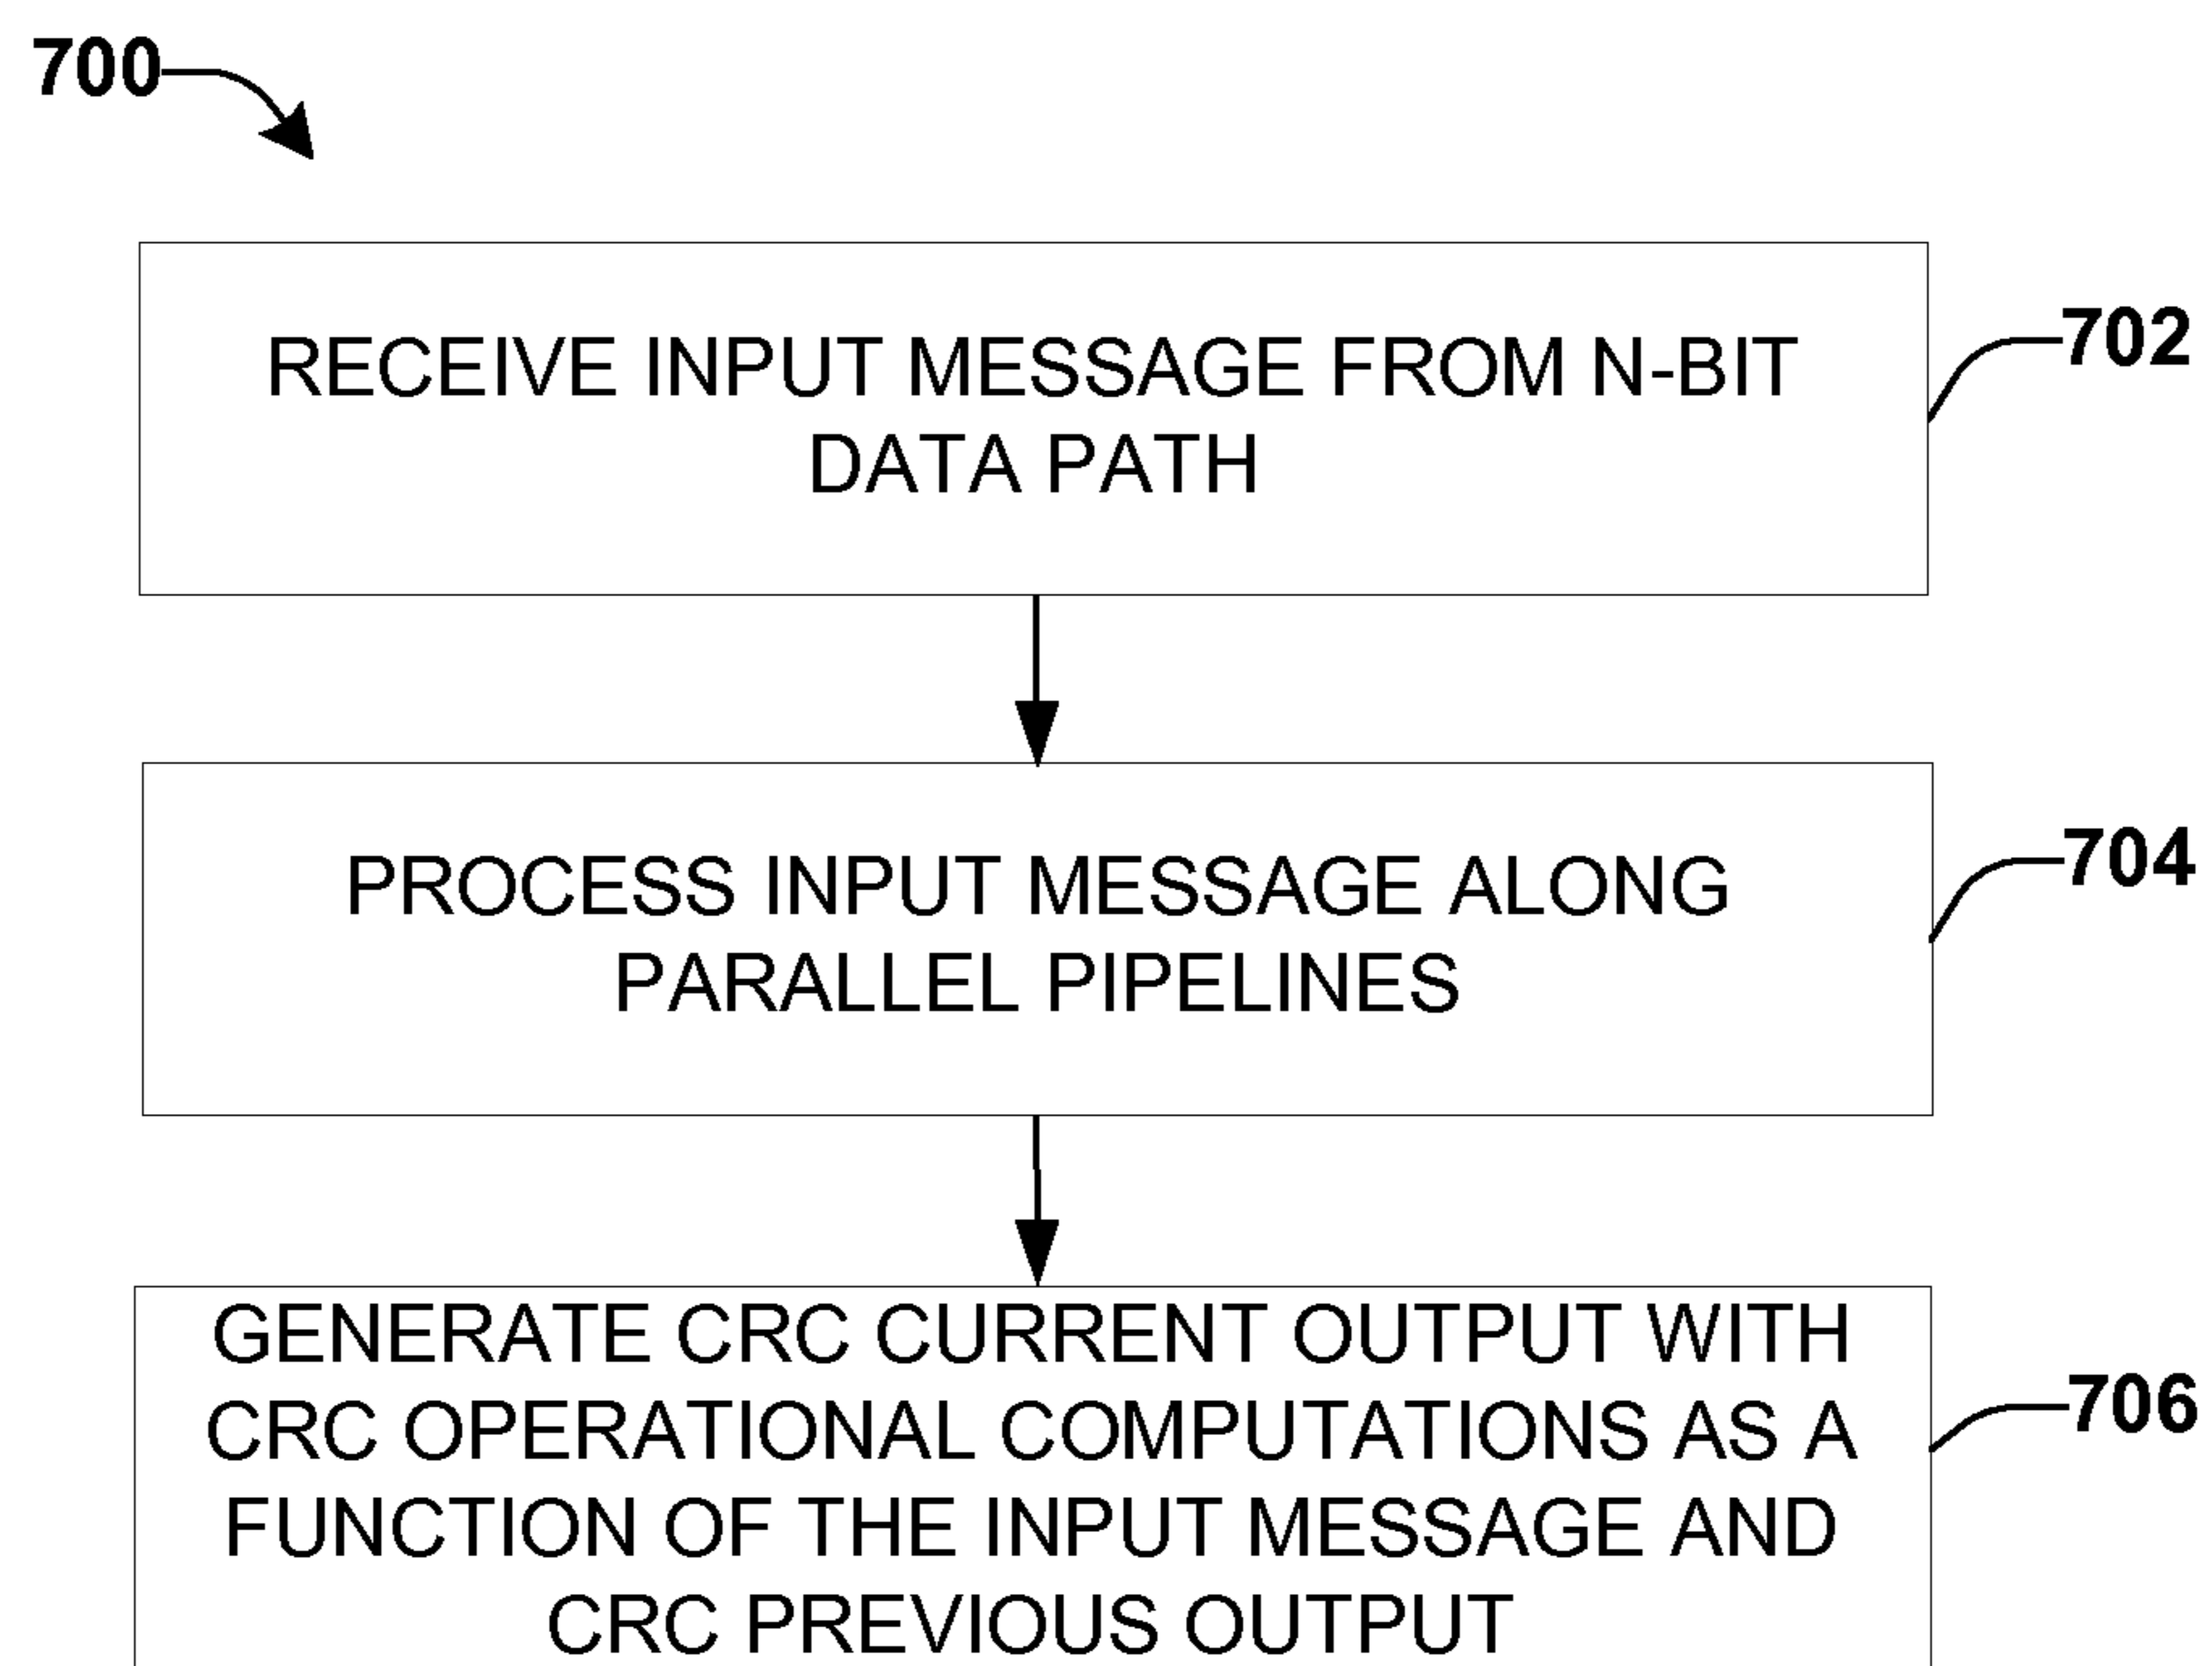 700
RECEIVE INPUT MESSAGE FROM N-BIT
DATA PATH
702
PROCESS INPUT MESSAGE ALONG
PARALLEL PIPELINES
704
GENERATE CRC CURRENT OUTPUT WITH
CRC OPERATIONAL COMPUTATIONS AS A
FUNCTION OF THE INPUT MESSAGE AND
CRC PREVIOUS OUTPUT
706